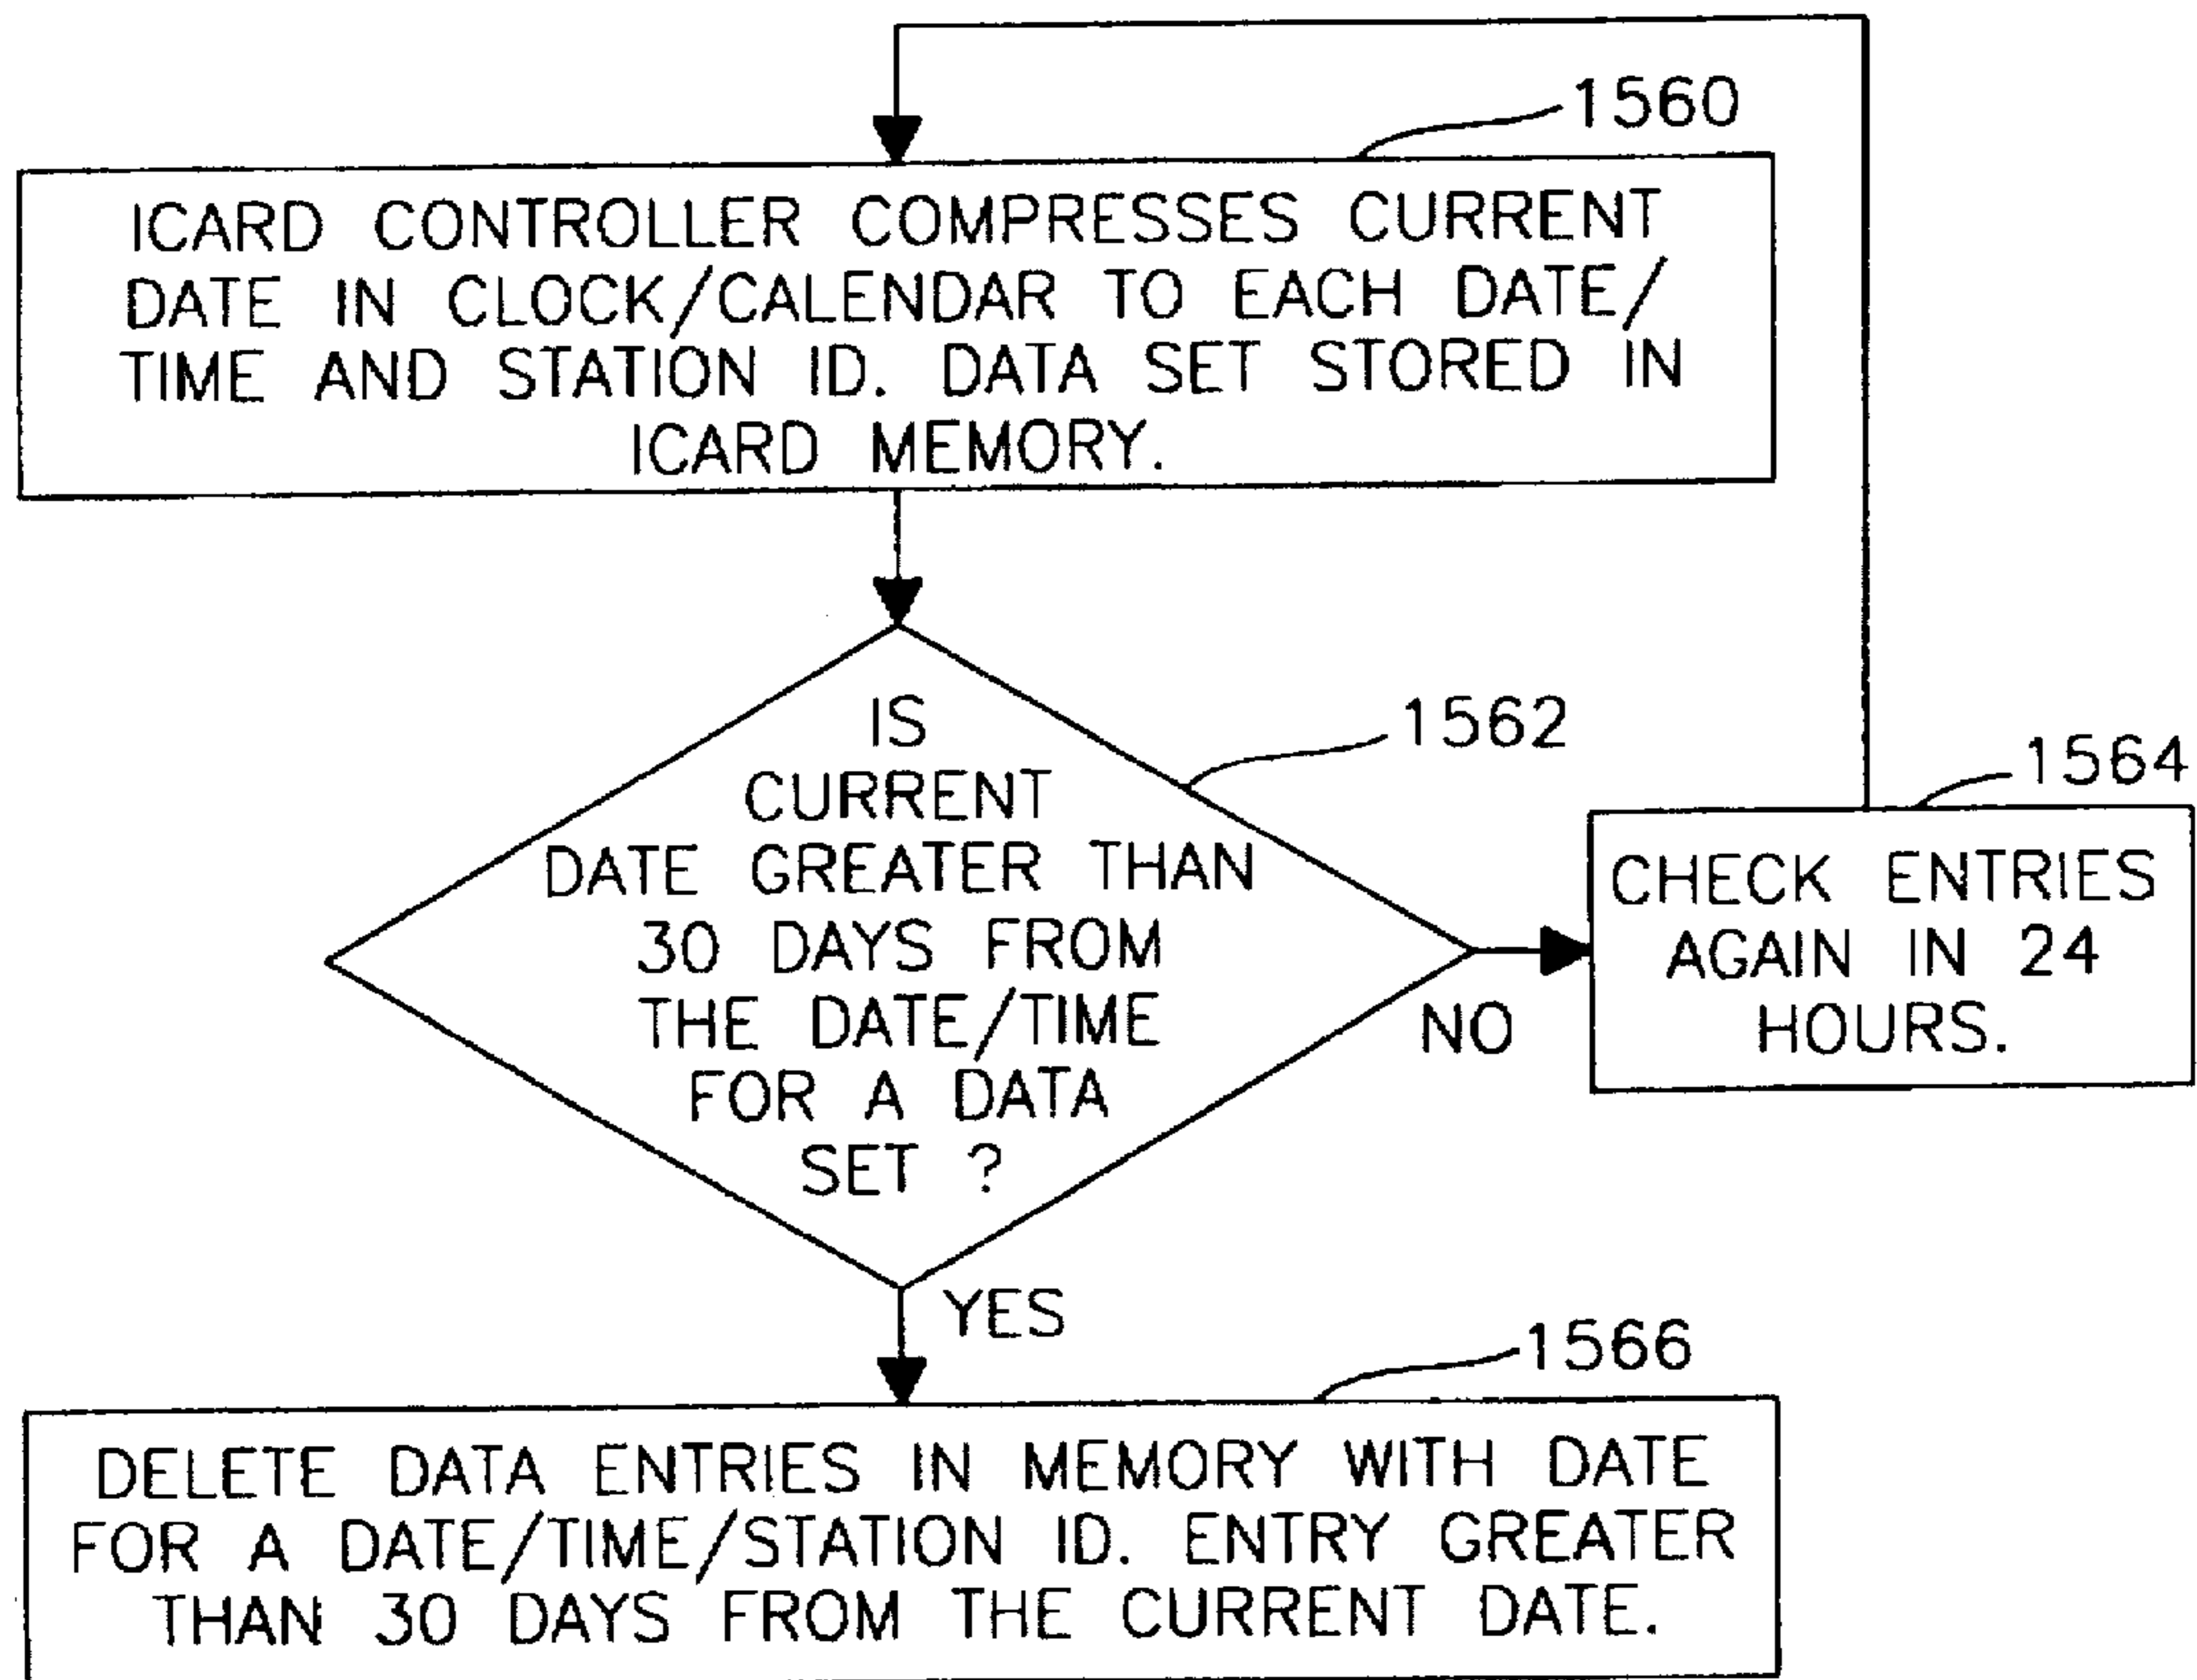 1560
ICARD CONTROLLER COMPRESSES CURRENT
DATE IN CLOCK/CALENDAR TO EACH DATE/
TIME AND STATION ID. DATA SET STORED IN
ICARD MEMORY.
1562
IS
CURRENT
DATE GREATER THAN
30 DAYS FROM
THE DATE/TIME
FOR A DATA
SET ?
NO
1564
CHECK ENTRIES
AGAIN IN 24
HOURS.
YES
1566
DELETE DATA ENTRIES IN MEMORY WITH DATE
FOR A DATE/TIME/STATION ID. ENTRY GREATER
THAN 30 DAYS FROM THE CURRENT DATE.